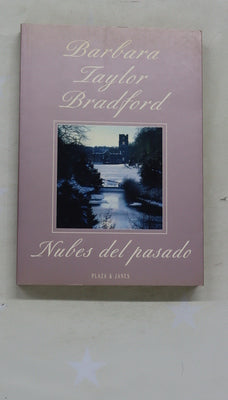 Barbara
Taylor
Bradford
Nubes del pasado
PLAZA & JANES